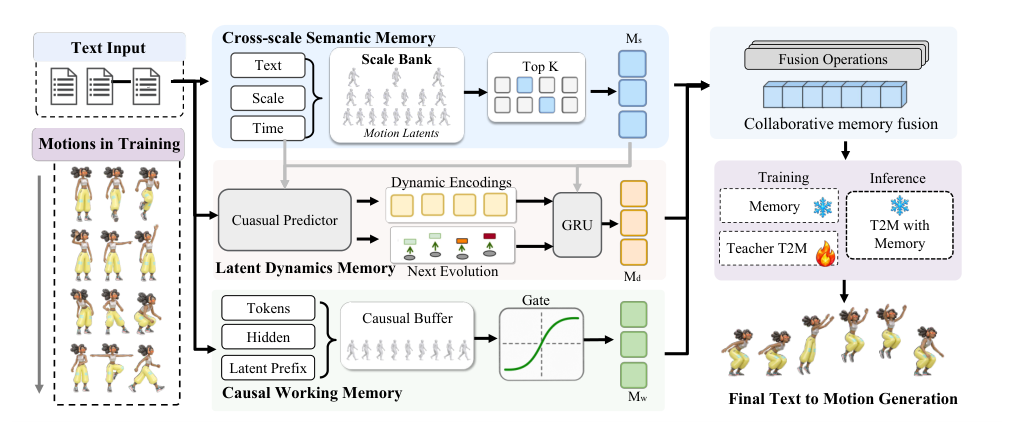 Text Input
Motions in Training
Cross-scale Semantic Memory
Text
Scale
Time
Scale Bank
Motion Latents
Top K
Ms
Cuasual Predictor
Dynamic Encodings
Next Evolution
GRU
Latent Dynamics Memory
Md
Tokens
Hidden
Latent Prefix
Cuasual Buffer
Gate
Causal Working Memory
Mw
Fusion Operations
Collaborative memory fusion
Training
Memory
Teacher T2M
Inference
T2M with
Memory
Final Text to Motion Generation